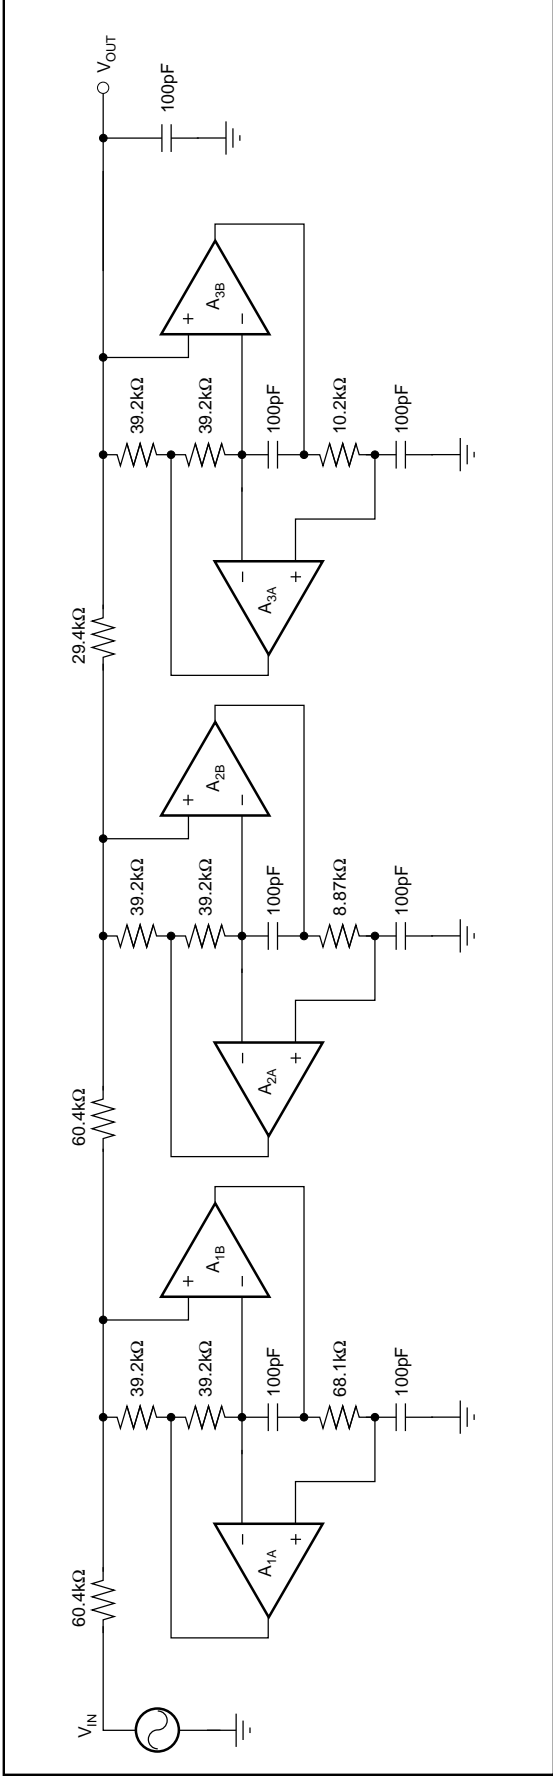 V_IN
60.4kΩ
39.2kΩ
39.2kΩ
100pF
68.1kΩ
100pF
A_1A
− +
A_1B
+ −
60.4kΩ
39.2kΩ
39.2kΩ
100pF
8.87kΩ
100pF
A_2A
− +
A_2B
+ −
29.4kΩ
39.2kΩ
39.2kΩ
100pF
10.2kΩ
100pF
A_3A
− +
A_3B
+ −
V_OUT
100pF